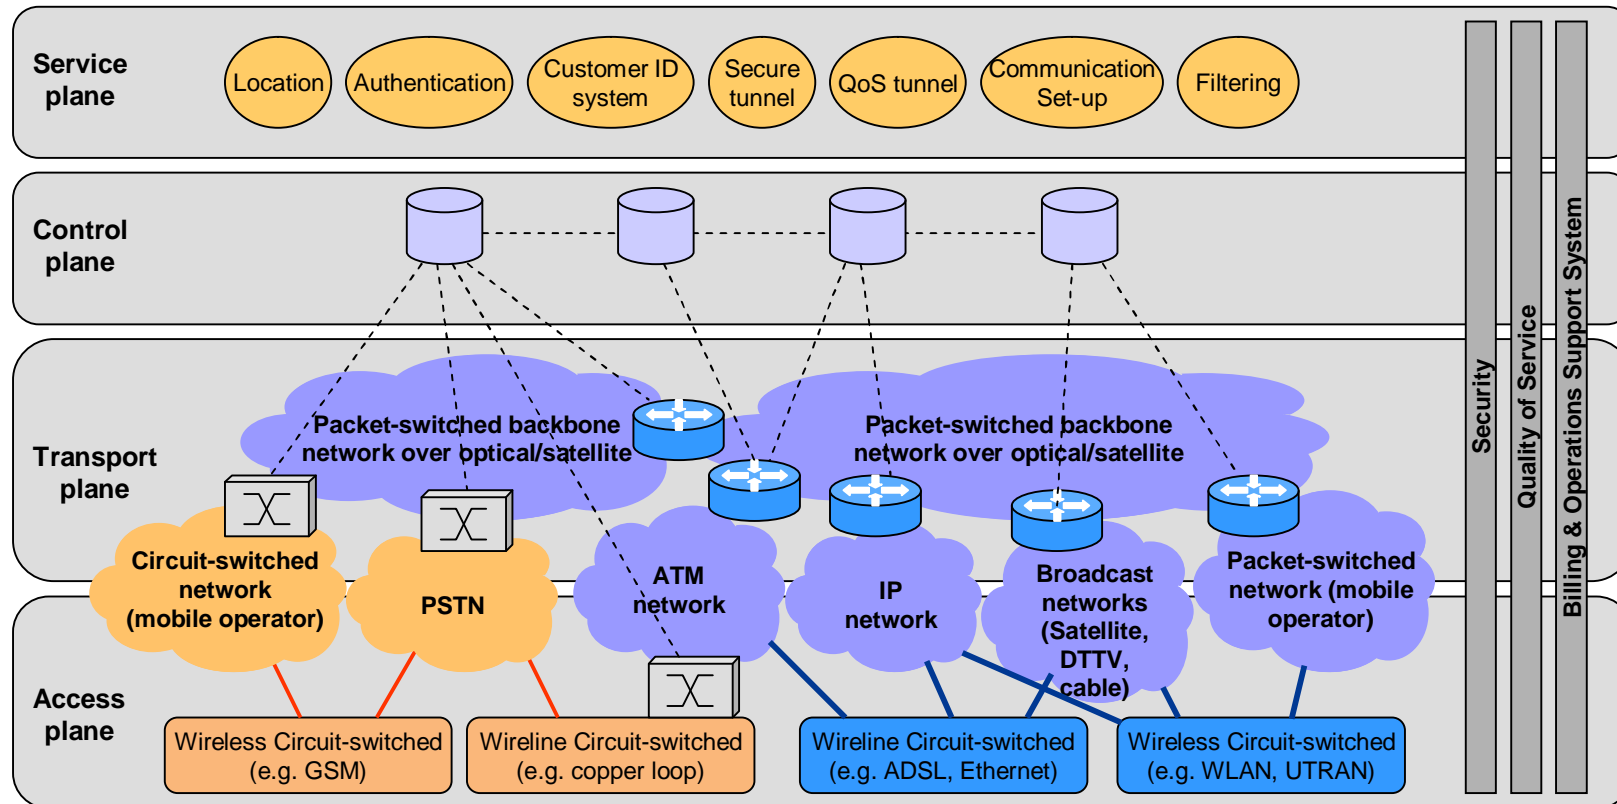 Service
plane
Location
Authentication
Customer ID
system
Secure
tunnel
QoS tunnel
Communication
Set-up
Filtering
Control
plane
Transport
plane
Packet-switched backbone
network over optical/satellite
Packet-switched backbone
network over optical/satellite
Circuit-switched
network
(mobile operator)
PSTN
ATM
network
IP
network
Broadcast
networks
(Satellite,
DTTV,
cable)
Packet-switched
network (mobile
operator)
Access
plane
Wireless Circuit-switched
(e.g. GSM)
Wireline Circuit-switched
(e.g. copper loop)
Wireline Circuit-switched
(e.g. ADSL, Ethernet)
Wireless Circuit-switched
(e.g. WLAN, UTRAN)
Security
Quality of Service
Billing & Operations Support System